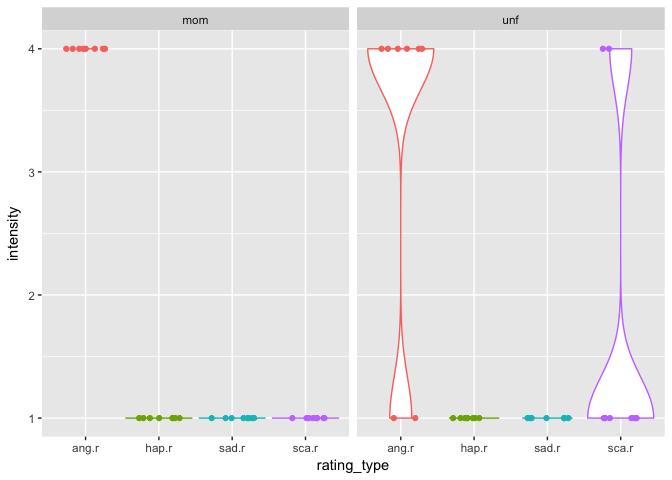 mom unf
intensity
4
3
2
1
ang.r hap.r sad.r sca.r ang.r hap.r sad.r sca.r
rating_type